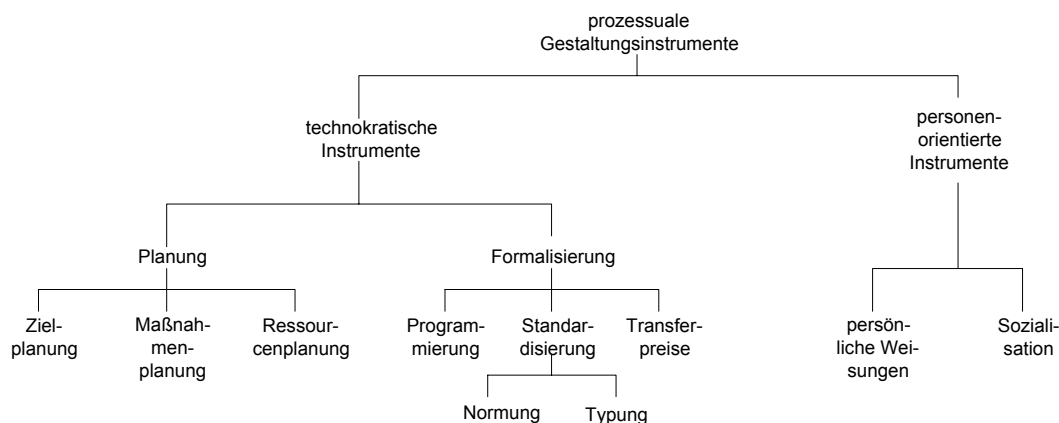 prozessuale
Gestaltungsinstrumente
technokratische
Instrumente
personen-
orientierte
Instrumente
Planung
Formalisierung
Ziel-
planung
Maßnah-
men-
planung
Ressour-
cenplanung
Program-
mierung
Standar-
disierung
Transfer-
preise
persön-
liche Wei-
sungen
Soziali-
sation
Normung
Typung